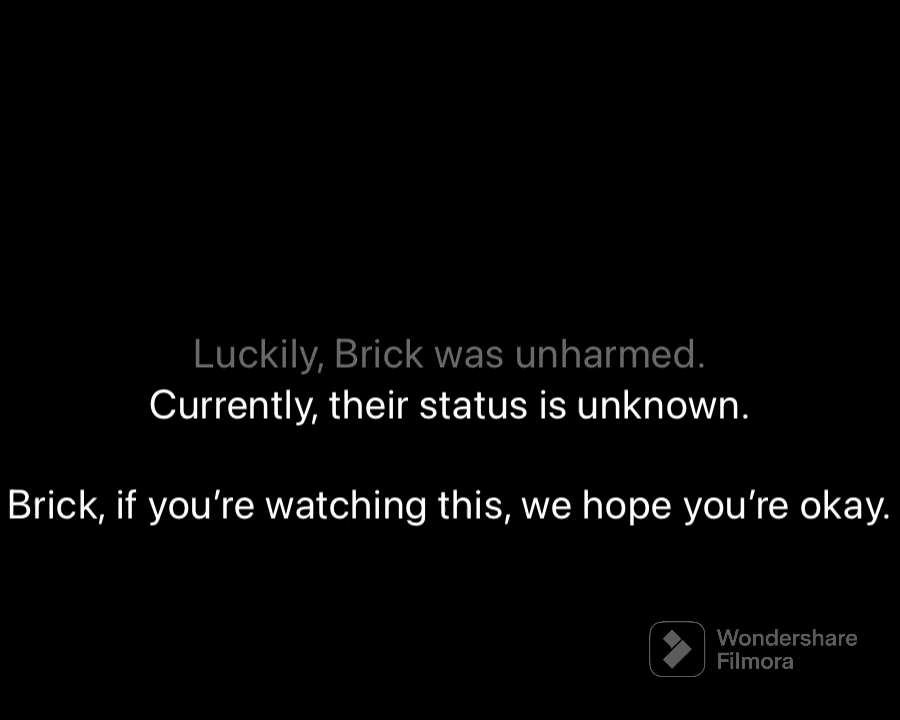 Luckily, Brick was unharmed.
Currently, their status is unknown.
Brick, if you’re watching this, we hope you’re okay.
Wondershare
Filmora